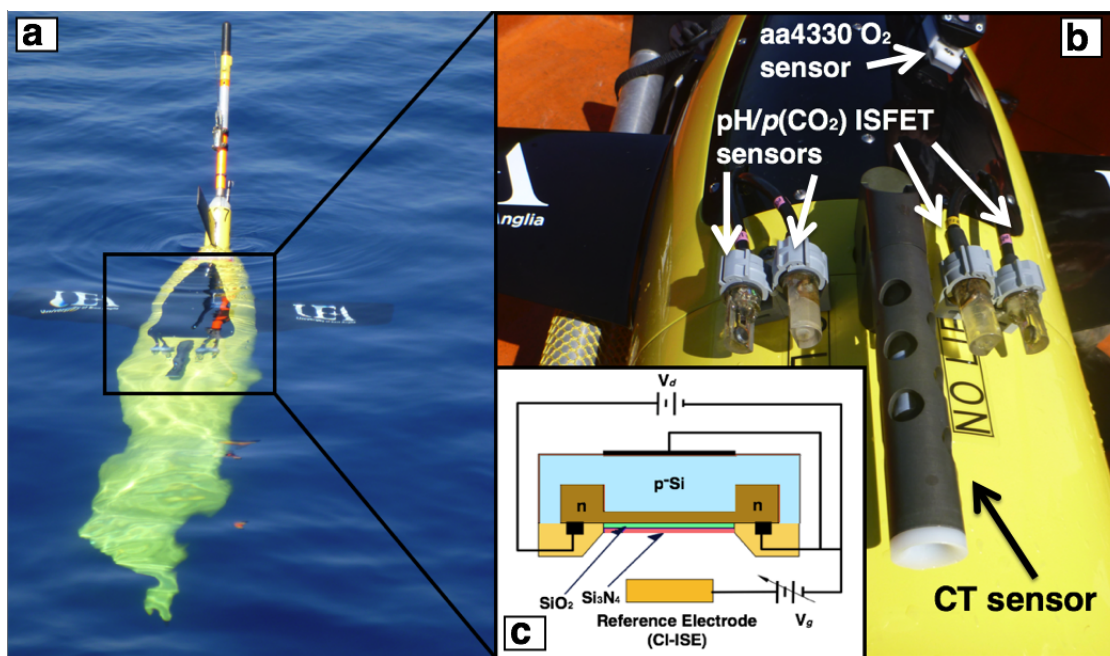 a
UEA
UEA
b
aa4330 O₂
sensor
pH/p(CO₂) ISFET
sensors
Anglia
NO
CT sensor
c
V_d
p⁻Si
n
n
SiO₂
Si₃N₄
Reference Electrode
(Cl-ISE)
V_g